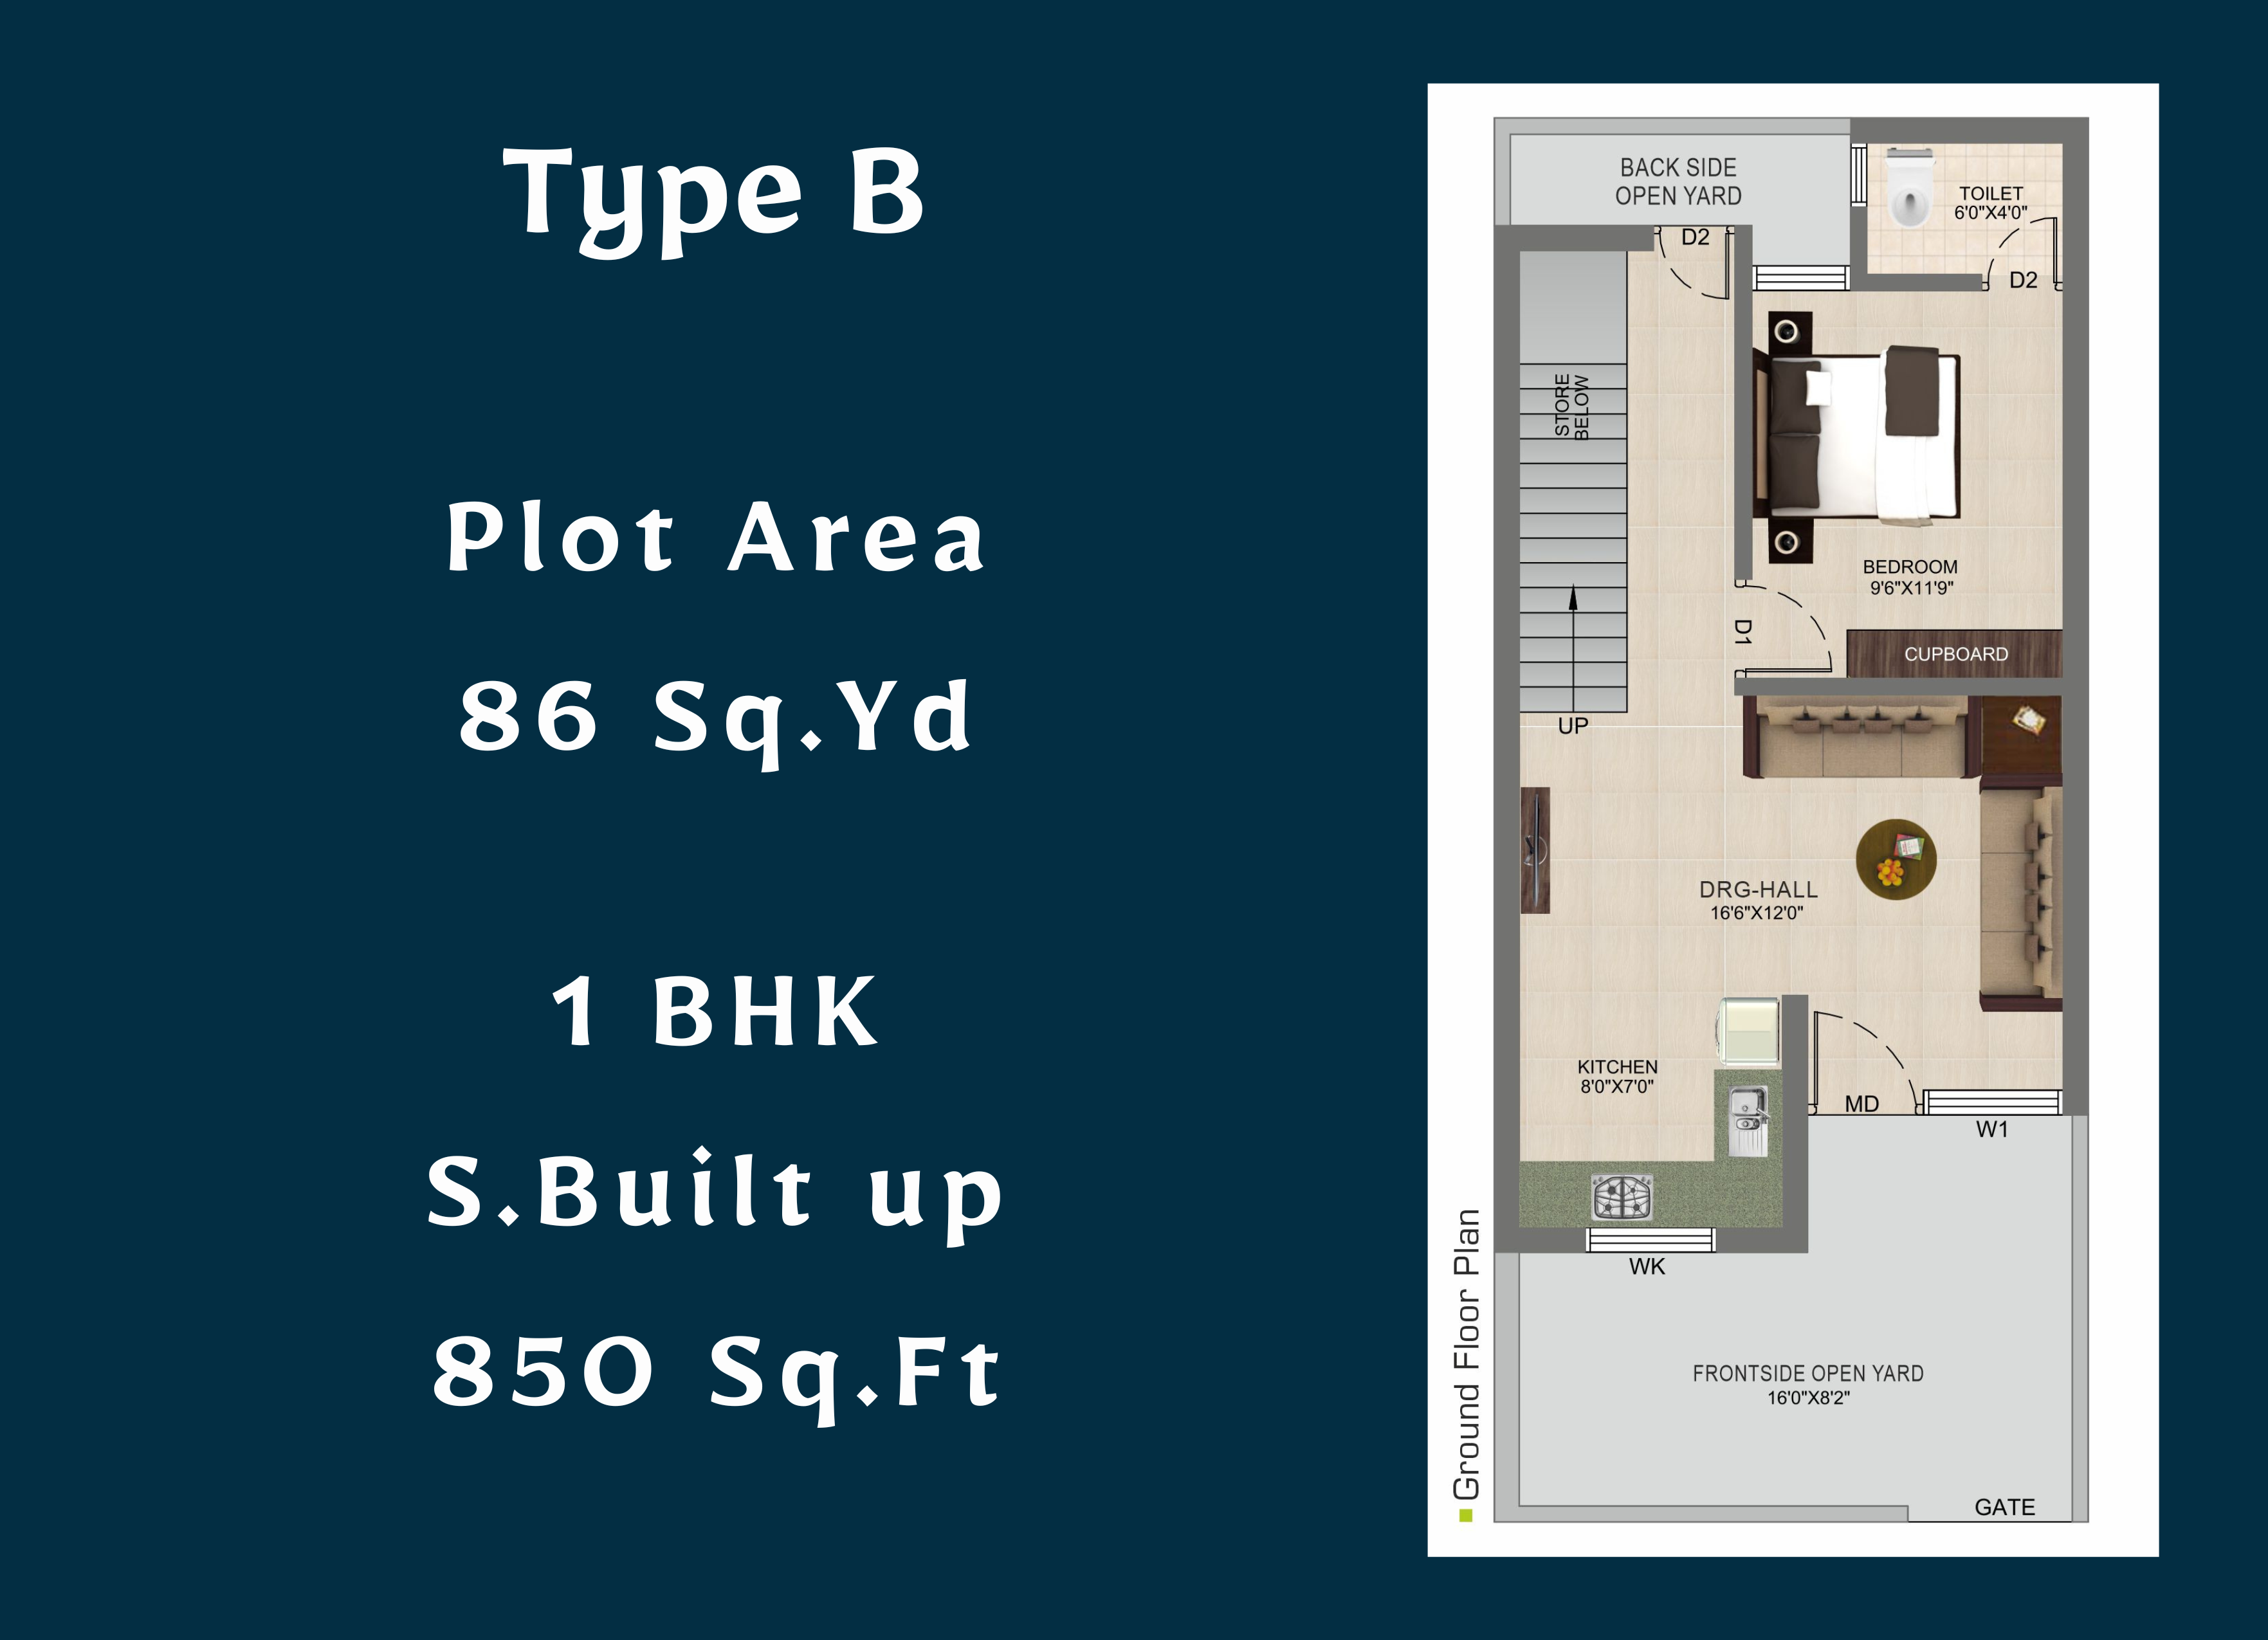 Type B
Plot Area
86 Sq.Yd
1 BHK
S.Built up
850 Sq.Ft
BACK SIDE
OPEN YARD
TOILET
6'0"X4'0"
D2
D2
STORE
BELOW
BEDROOM
9'6"X11'9"
D1
CUPBOARD
UP
DRG-HALL
16'6"X12'0"
KITCHEN
8'0"X7'0"
MD
W1
WK
FRONTSIDE OPEN YARD
16'0"X8'2"
GATE
Ground Floor Plan